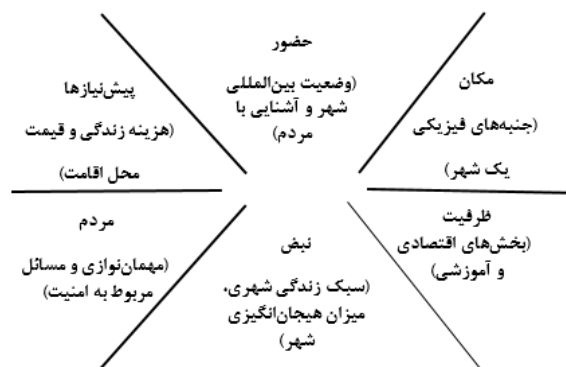 حضور
(وضعیت بین‌المللی
شهر و آشنایی با
مردم)
مکان
(جنبه‌های فیزیکی
یک شهر)
ظرفیت
(بخش‌های اقتصادی
و آموزشی)
نبض
(سبک زندگی شهری،
میزان هیجان‌انگیزی
شهر)
مردم
(مهمان‌نوازی و مسائل
مربوط به امنیت)
پیش‌نیازها
(هزینه زندگی و قیمت
محل اقامت)